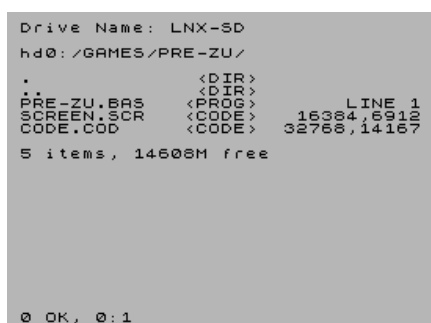 Drive Name: LNX-SD
hd0:/GAMES/PRE-ZU/
. <DIR>
.. <DIR>
PRE-ZU.BAS <PROG> LINE 1
SCREEN.SCR <CODE> 16384,6912
CODE.COD <CODE> 32768,14167
5 items, 14608M free
0 OK, 0:1